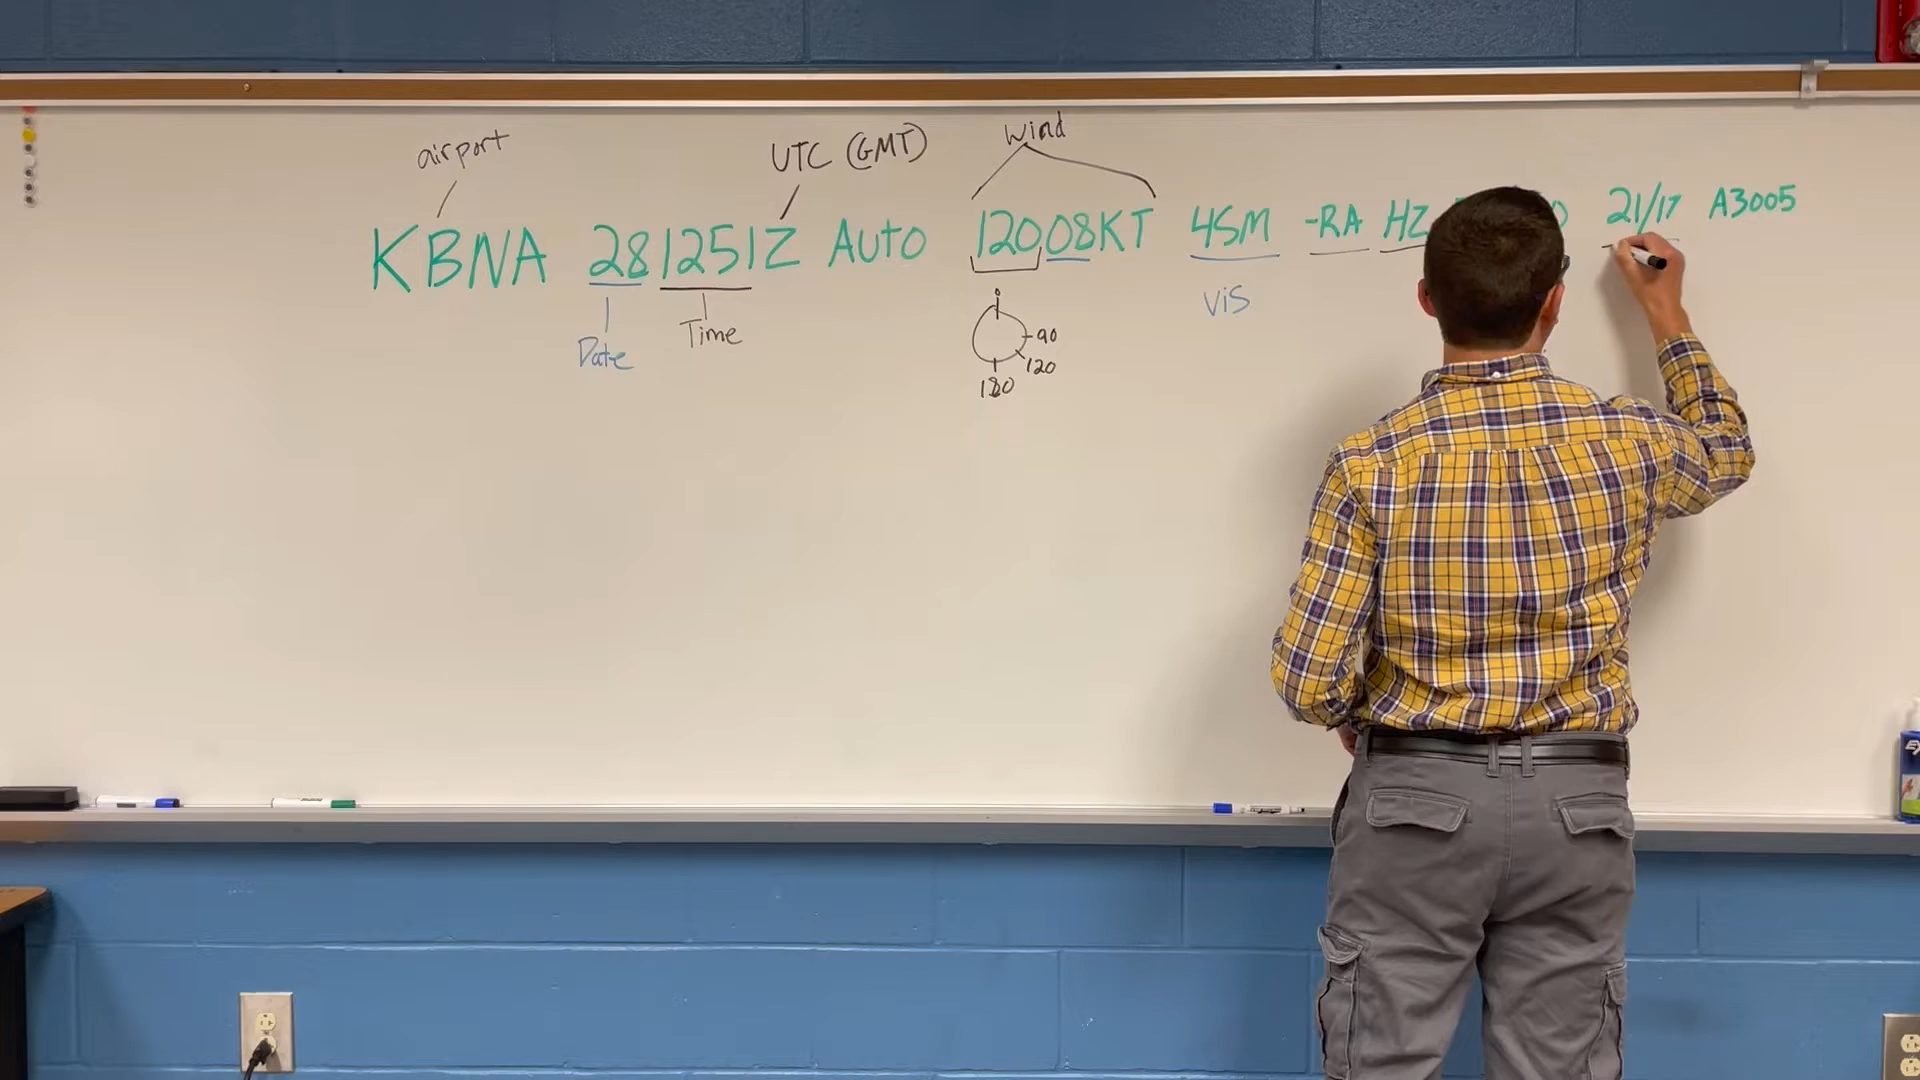 airport UTC (GMT) Wind
KBNA 281251Z Auto 12008KT 4SM -RA HZ 21/17 A3005
Date Time Vis
90
120
180